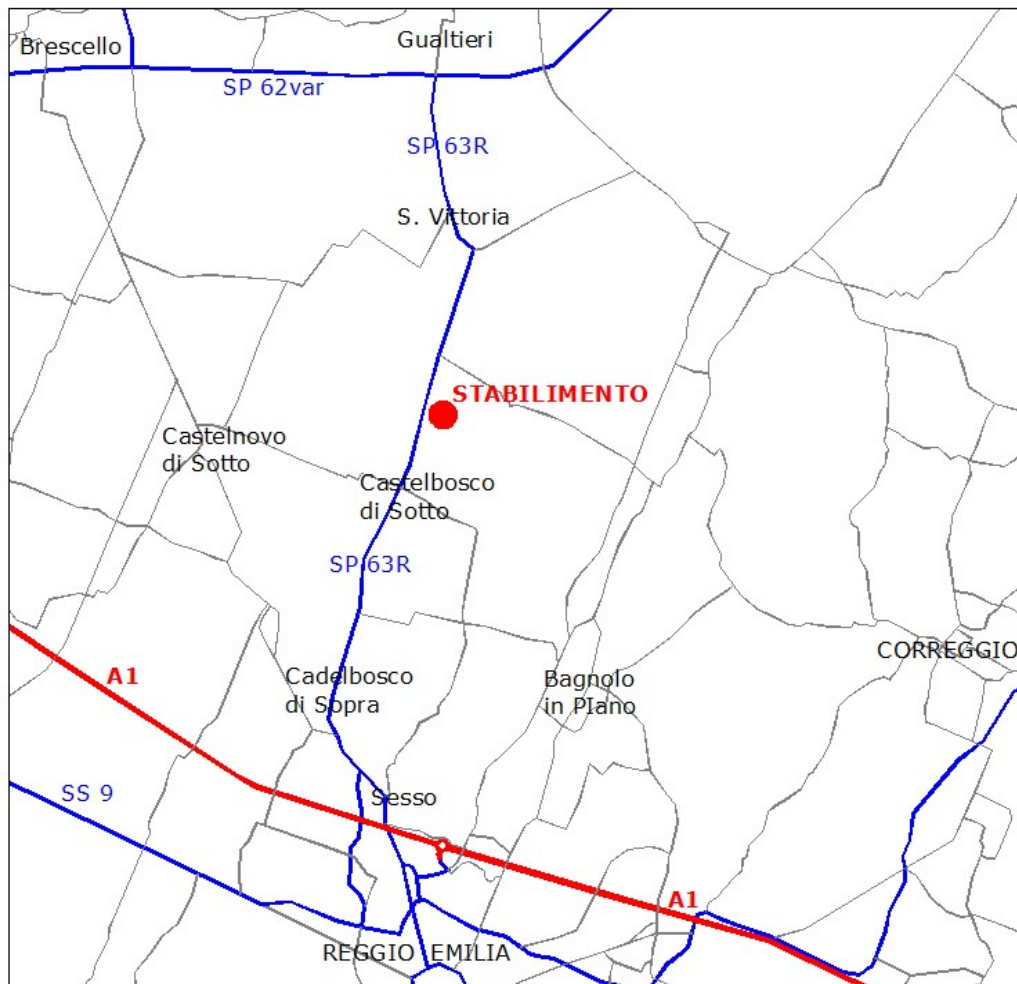 Gualtieri
Brescello
SP 62var
SP 63R
S. Vittoria
STABILIMENTO
Castelnovo
di Sotto
Castelbosco
di Sotto
SP 63R
CORREGGIO
A1
Cadelbosco
di Sopra
Bagnolo
in PIano
SS 9
Sesso
A1
REGGIO EMILIA